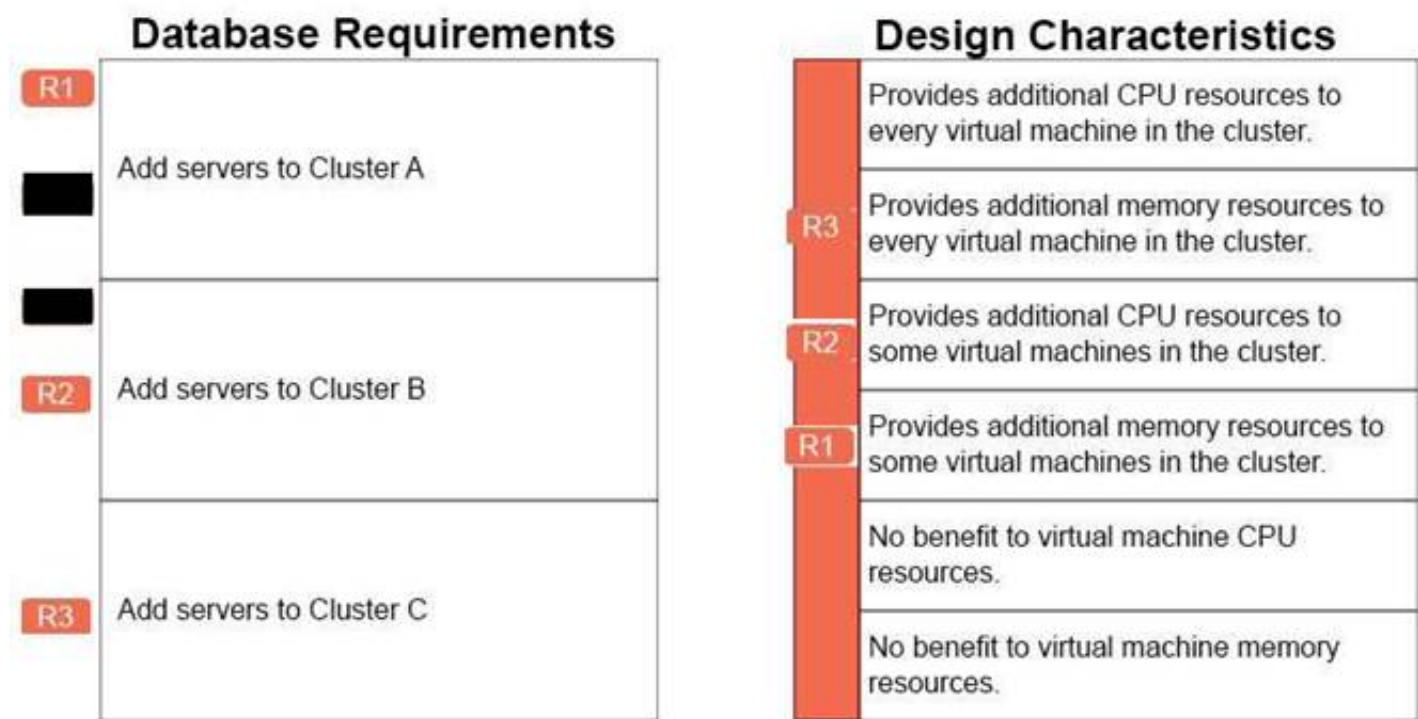 Database Requirements
R1
Add servers to Cluster A
R2
Add servers to Cluster B
R3
Add servers to Cluster C
Design Characteristics
Provides additional CPU resources to
every virtual machine in the cluster.
R3
Provides additional memory resources to
every virtual machine in the cluster.
R2
Provides additional CPU resources to
some virtual machines in the cluster.
R1
Provides additional memory resources to
some virtual machines in the cluster.
No benefit to virtual machine CPU
resources.
No benefit to virtual machine memory
resources.